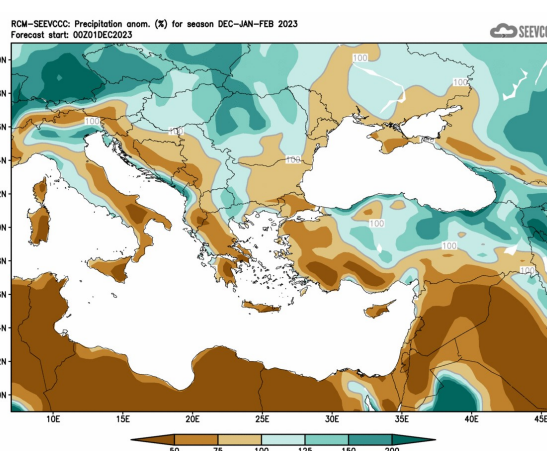 RCM-SEEVCCC: Precipitation anom. (%) for season DEC-JAN-FEB 2023
Forecast start: 00Z01DEC2023
SEEVCC
100
100
100
100
100
100
100
10E 15E 20E 25E 30E 35E 40E 45E
50 75 100 125 150 200